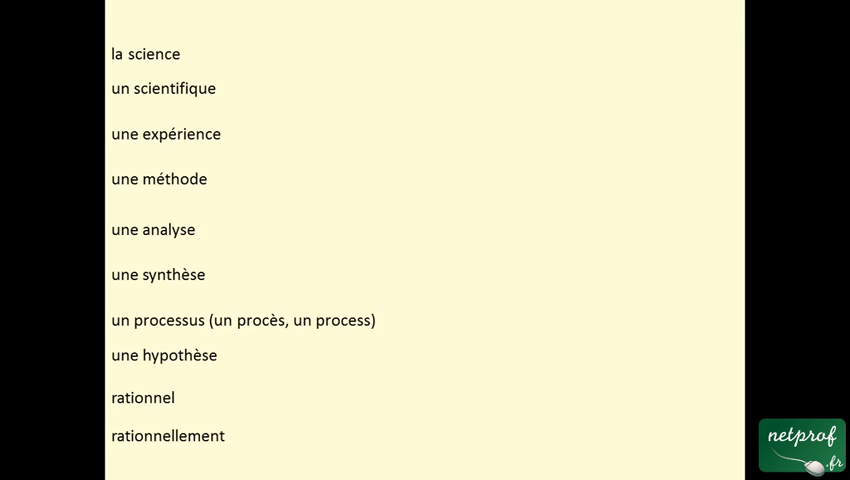 la science
un scientifique
une expérience
une méthode
une analyse
une synthèse
un processus (un procès, un process)
une hypothèse
rationnel
rationnellement
netprof
.fr